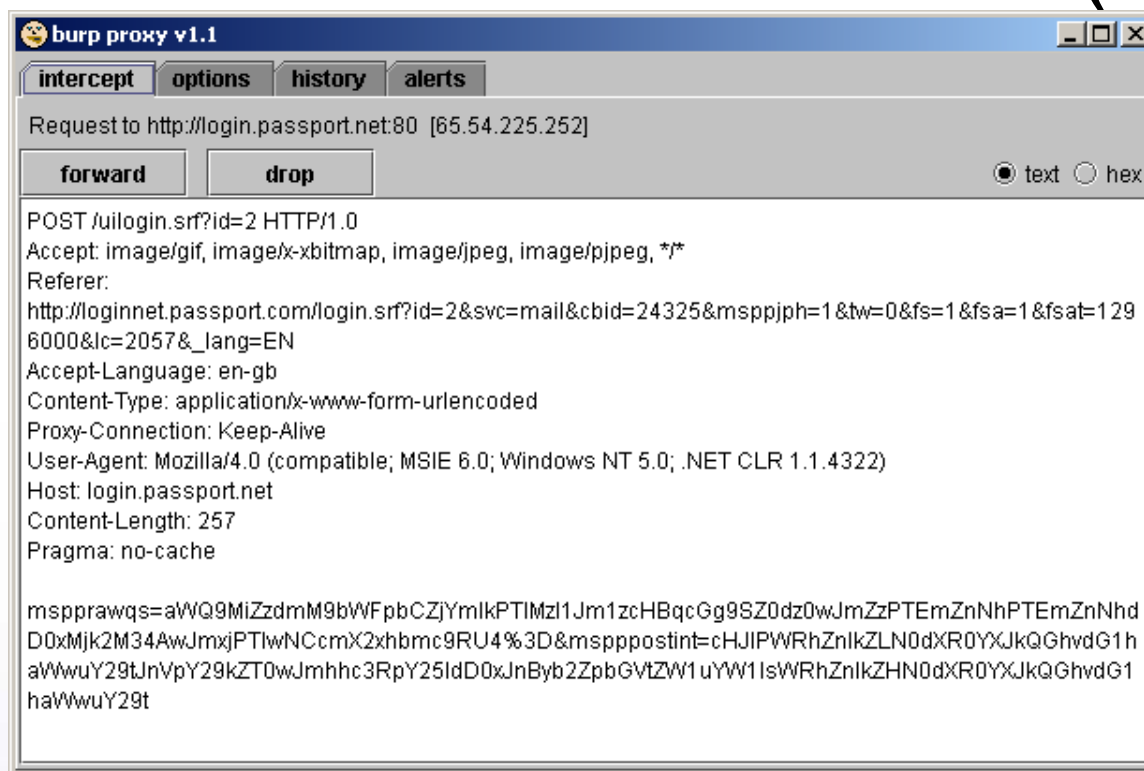 burp proxy v1.1
intercept options history alerts
Request to http://login.passport.net:80 [65.54.225.252]
forward drop text hex
POST /uilogin.srf?id=2 HTTP/1.0
Accept: image/gif, image/x-xbitmap, image/jpeg, image/pjpeg, */*
Referer:
http://loginnet.passport.com/login.srf?id=2&svc=mail&cbid=24325&msppjph=1&tw=0&fs=1&fsa=1&fsat=129
6000&lc=2057&_lang=EN
Accept-Language: en-gb
Content-Type: application/x-www-form-urlencoded
Proxy-Connection: Keep-Alive
User-Agent: Mozilla/4.0 (compatible; MSIE 6.0; Windows NT 5.0; .NET CLR 1.1.4322)
Host: login.passport.net
Content-Length: 257
Pragma: no-cache
mspprawqs=aWQ9MiZzdmM9bWFpbCZjYmlkPTIMzI1Jm1zcHBqcGg9SZ0dz0wJmZzPTEmZnNhPTEmZnNhd
D0xMjk2M34AwJmxjPTIwNCcmX2xhbmc9RU4%3D&mspppostint=cHJlPWRhZnlkZLN0dXR0YXJkQGhvdG1h
aWwuY29tJnVpY29kZT0wJmhhc3RpY25ldD0xJnByb2ZpbGVtZW1uYW1lsWRhZnlkZHN0dXR0YXJkQGhvdG1
haWwuY29t